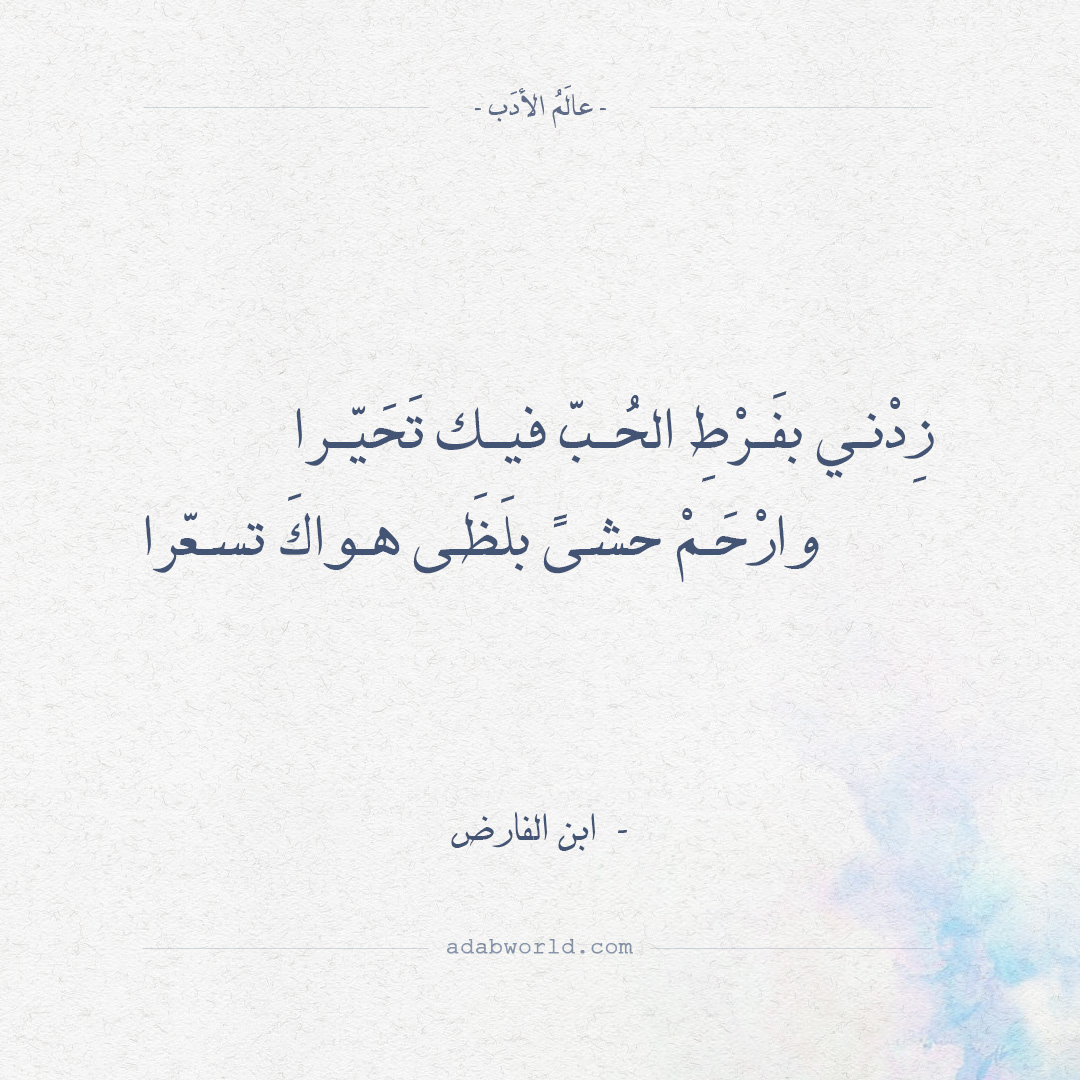 - عالَمُ الأدَب -
زِدْني بفَرْطِ الحُبّ فيك تَحَيّرا
وارْحَمْ حشىً بلَظَى هواكَ تسعّرا
- ابن الفارض
adabworld.com